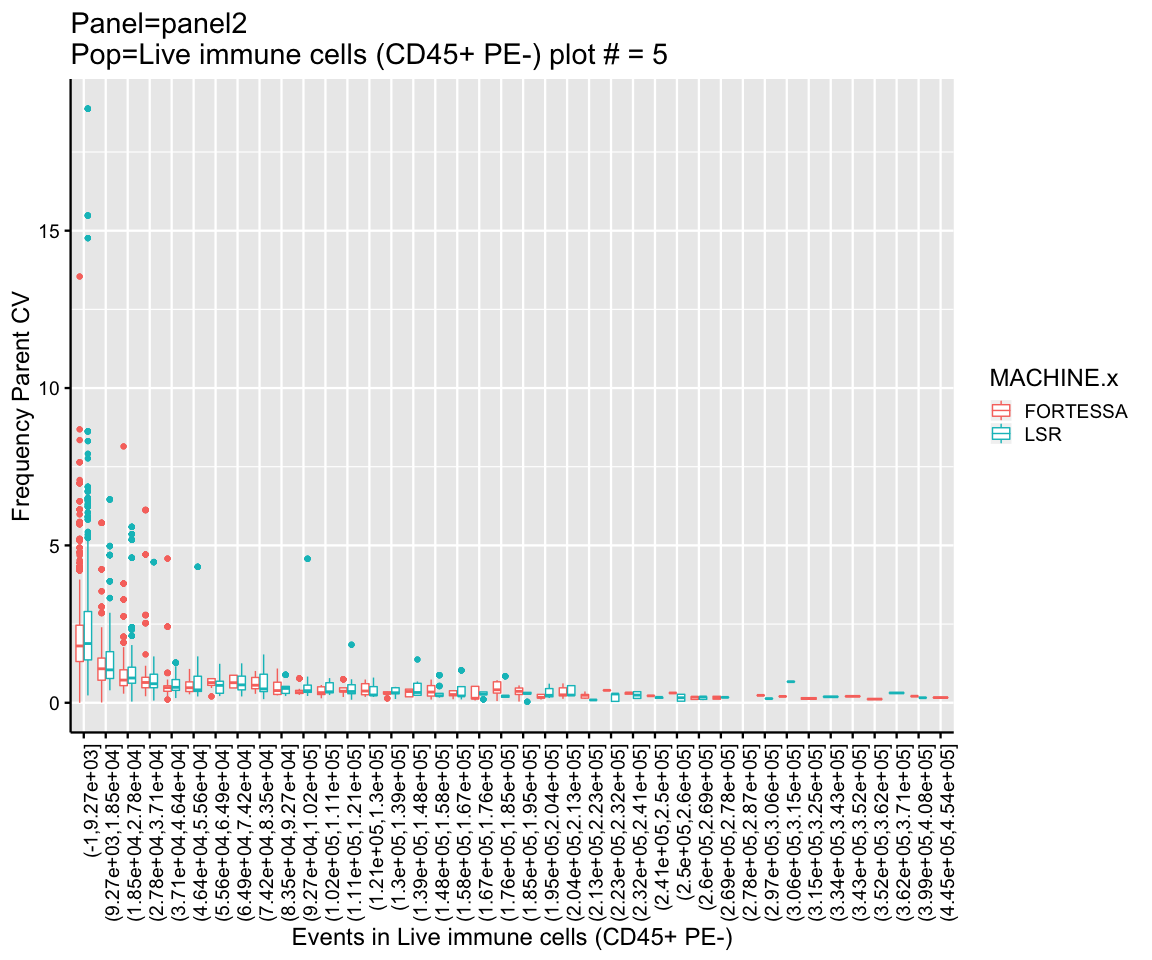 Panel=panel2
Pop=Live immune cells (CD45+ PE-) plot # = 5
Frequency Parent CV
15
10
5
0
(-1,9.27e+03]
(9.27e+03,1.85e+04]
(1.85e+04,2.78e+04]
(2.78e+04,3.71e+04]
(3.71e+04,4.64e+04]
(4.64e+04,5.56e+04]
(5.56e+04,6.49e+04]
(6.49e+04,7.42e+04]
(7.42e+04,8.35e+04]
(8.35e+04,9.27e+04]
(9.27e+04,1.02e+05]
(1.02e+05,1.11e+05]
(1.11e+05,1.21e+05]
(1.21e+05,1.3e+05]
(1.3e+05,1.39e+05]
(1.39e+05,1.48e+05]
(1.48e+05,1.58e+05]
(1.58e+05,1.67e+05]
(1.67e+05,1.76e+05]
(1.76e+05,1.85e+05]
(1.85e+05,1.95e+05]
(1.95e+05,2.04e+05]
(2.04e+05,2.13e+05]
(2.13e+05,2.23e+05]
(2.23e+05,2.32e+05]
(2.32e+05,2.41e+05]
(2.41e+05,2.5e+05]
(2.5e+05,2.6e+05]
(2.6e+05,2.69e+05]
(2.69e+05,2.78e+05]
(2.78e+05,2.87e+05]
(2.97e+05,3.06e+05]
(3.06e+05,3.15e+05]
(3.15e+05,3.25e+05]
(3.34e+05,3.43e+05]
(3.43e+05,3.52e+05]
(3.52e+05,3.62e+05]
(3.62e+05,3.71e+05]
(3.99e+05,4.08e+05]
(4.45e+05,4.54e+05]
Events in Live immune cells (CD45+ PE-)
MACHINE.x
FORTESSA
LSR